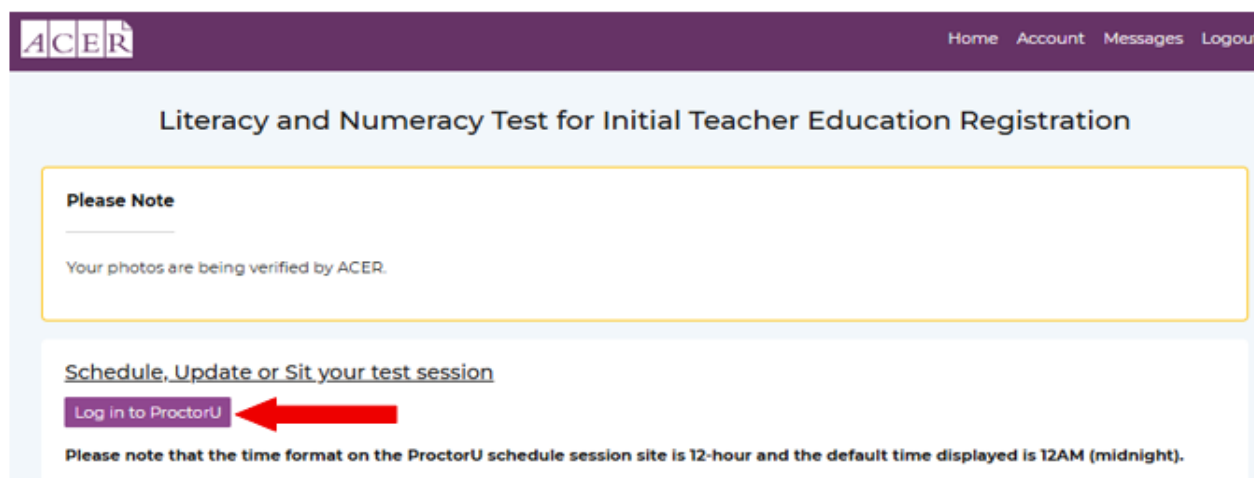 ACER
Home Account Messages Logout
Literacy and Numeracy Test for Initial Teacher Education Registration
Please Note
Your photos are being verified by ACER.
Schedule, Update or Sit your test session
Log in to ProctorU
Please note that the time format on the ProctorU schedule session site is 12-hour and the default time displayed is 12AM (midnight).